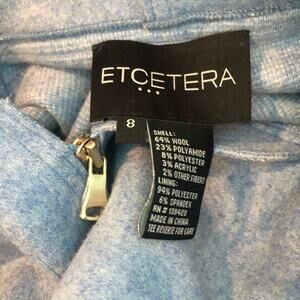 ETCETERA
8
SHELL:
64% WOOL
23% POLYAMIDE
8% POLYESTER
3% ACRYLIC
2% OTHER FIBERS
LINING:
94% POLYESTER
6% SPANDEX
RN # 138420
MADE IN CHINA
SEE REVERSE FOR CARE